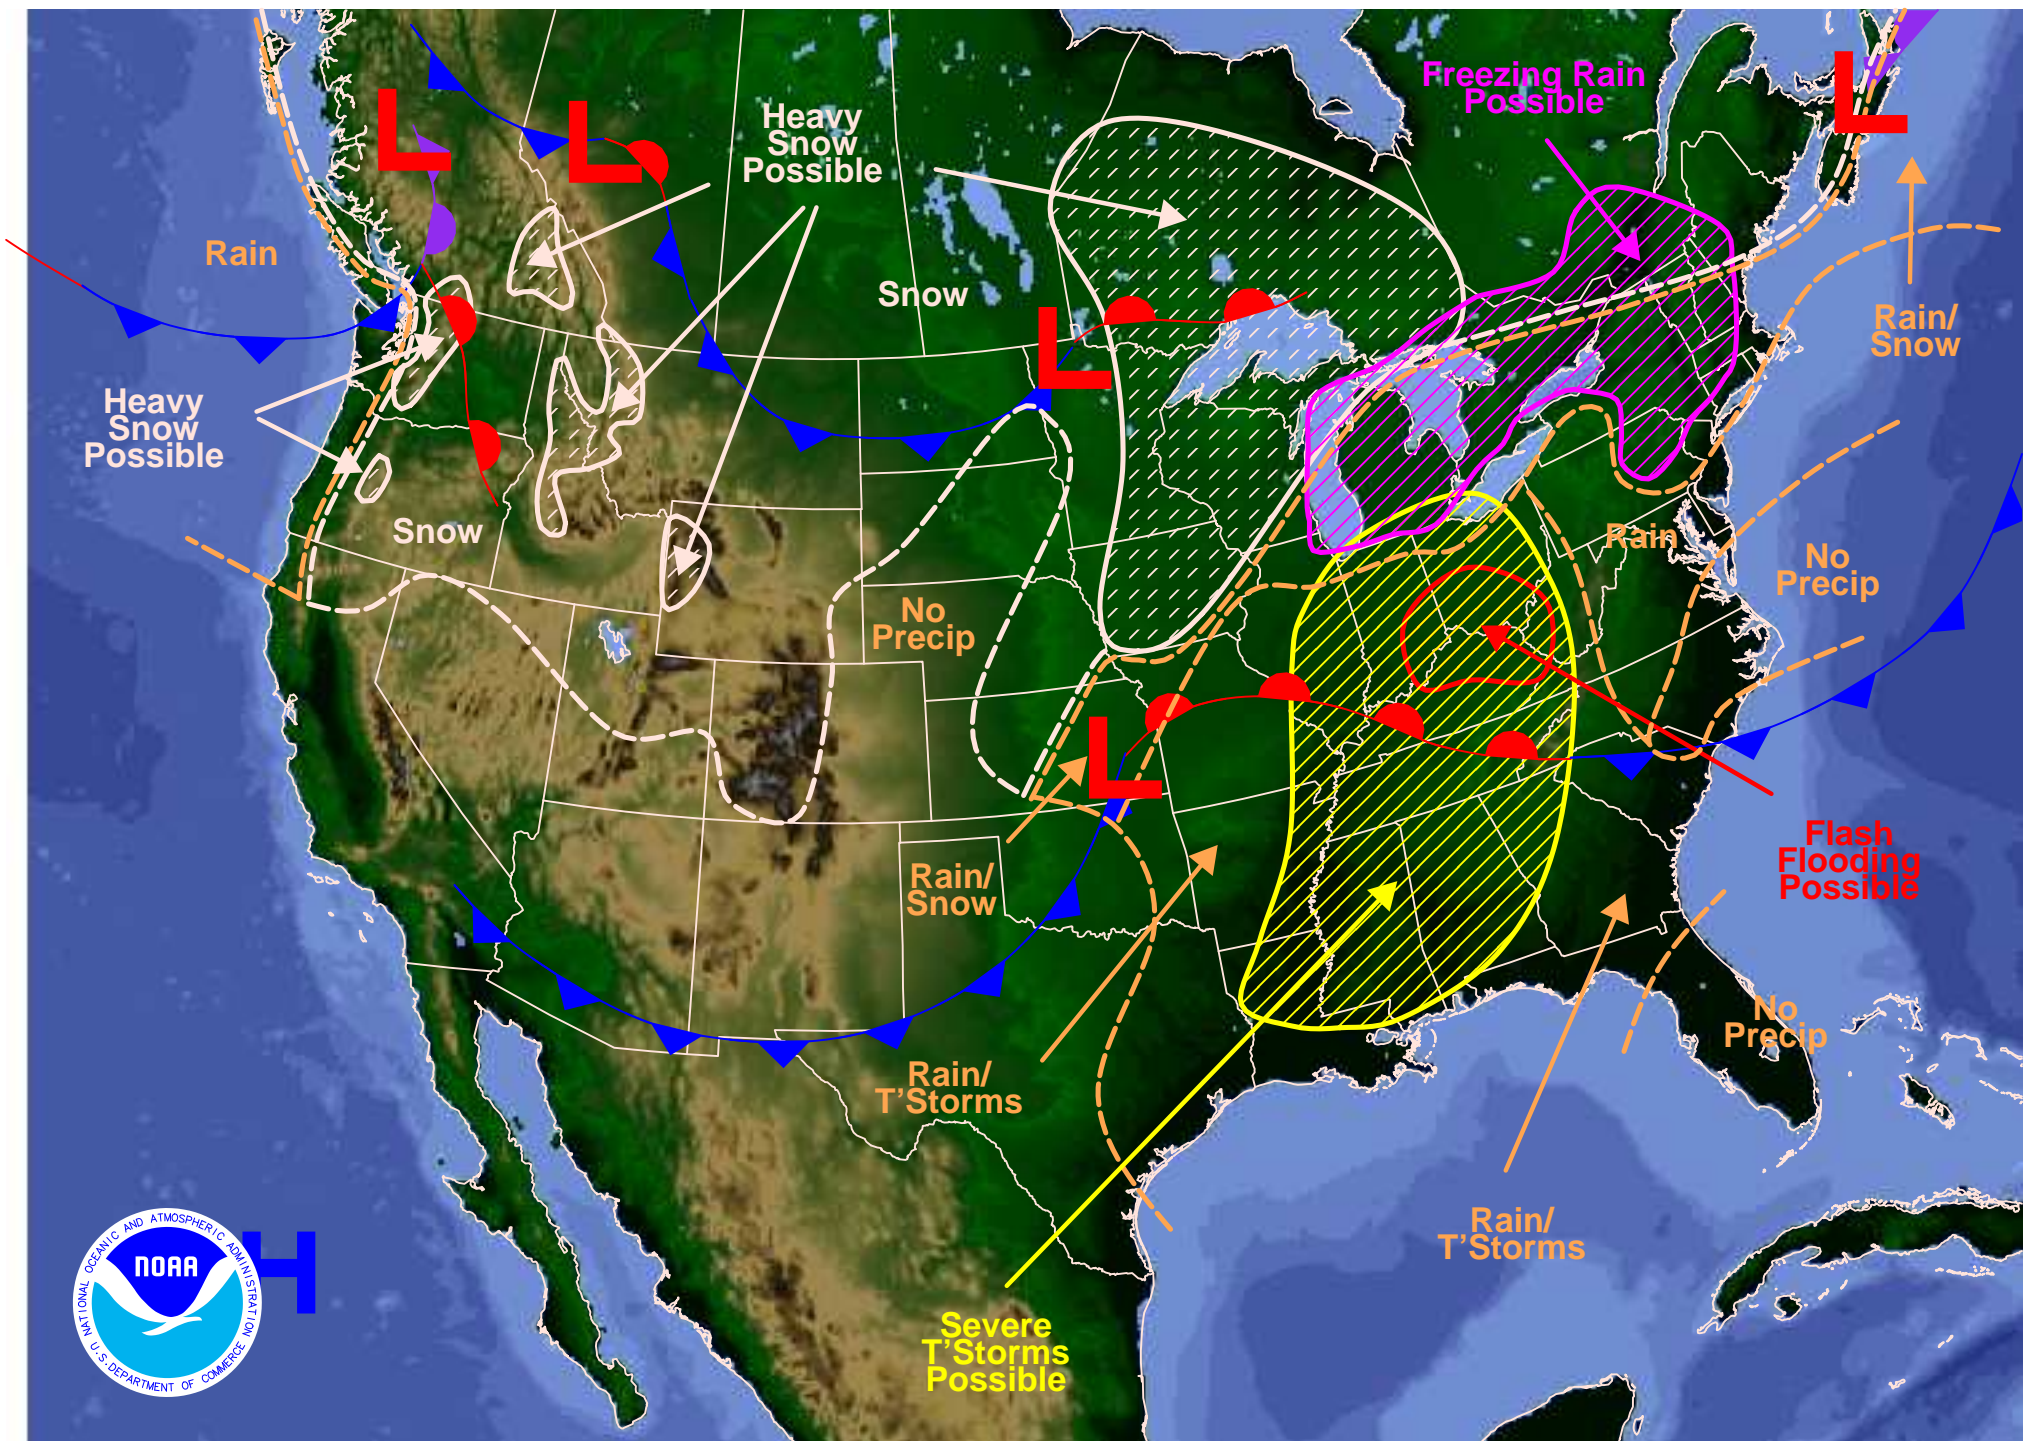 Freezing Rain
Possible
L
L
L
Heavy
Snow
Possible
Rain
Snow
Rain/
Snow
L
Heavy
Snow
Possible
Snow
Rain
No
Precip
No
Precip
L
Flash
Flooding
Possible
Rain/
Snow
No
Precip
Rain/
T'Storms
Rain/
T'Storms
H
NATIONAL OCEANIC AND ATMOSPHERIC ADMINISTRATION
NOAA
U.S. DEPARTMENT OF COMMERCE
Severe
T'Storms
Possible